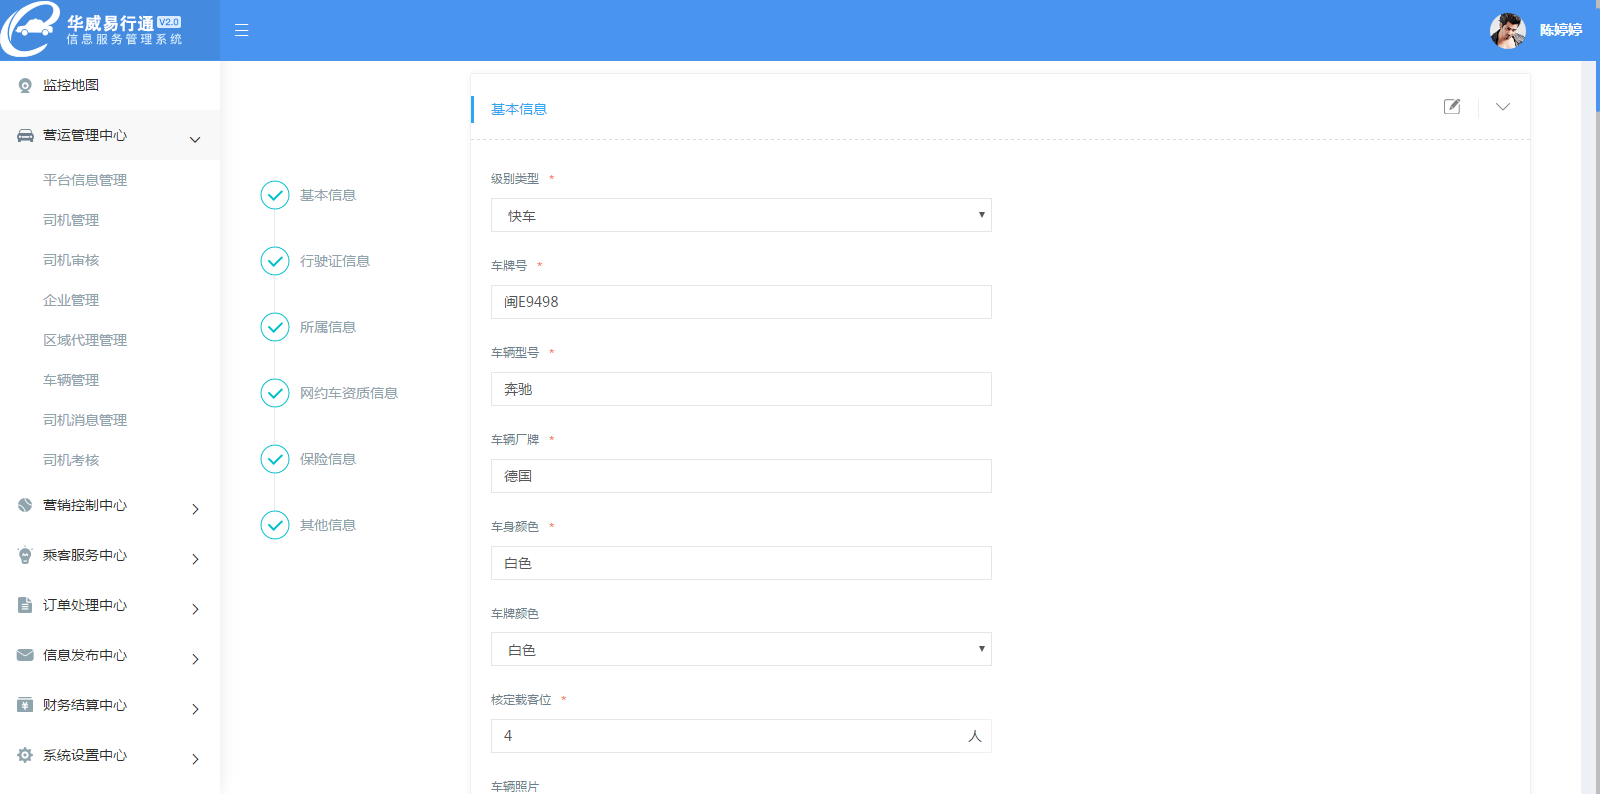 华威易行通 V2.0
信息服务管理系统
陈婷婷
监控地图
营运管理中心
平台信息管理
司机管理
司机审核
企业管理
区域代理管理
车辆管理
司机消息管理
司机考核
营销控制中心
乘客服务中心
订单处理中心
信息发布中心
财务结算中心
系统设置中心
基本信息
行驶证信息
所属信息
网约车资质信息
保险信息
其他信息
基本信息
级别类型 *
快车
车牌号 *
闽E9498
车辆型号 *
奔驰
车辆厂牌 *
德国
车身颜色 *
白色
车牌颜色
白色
核定载客位 *
4 人
车辆照片